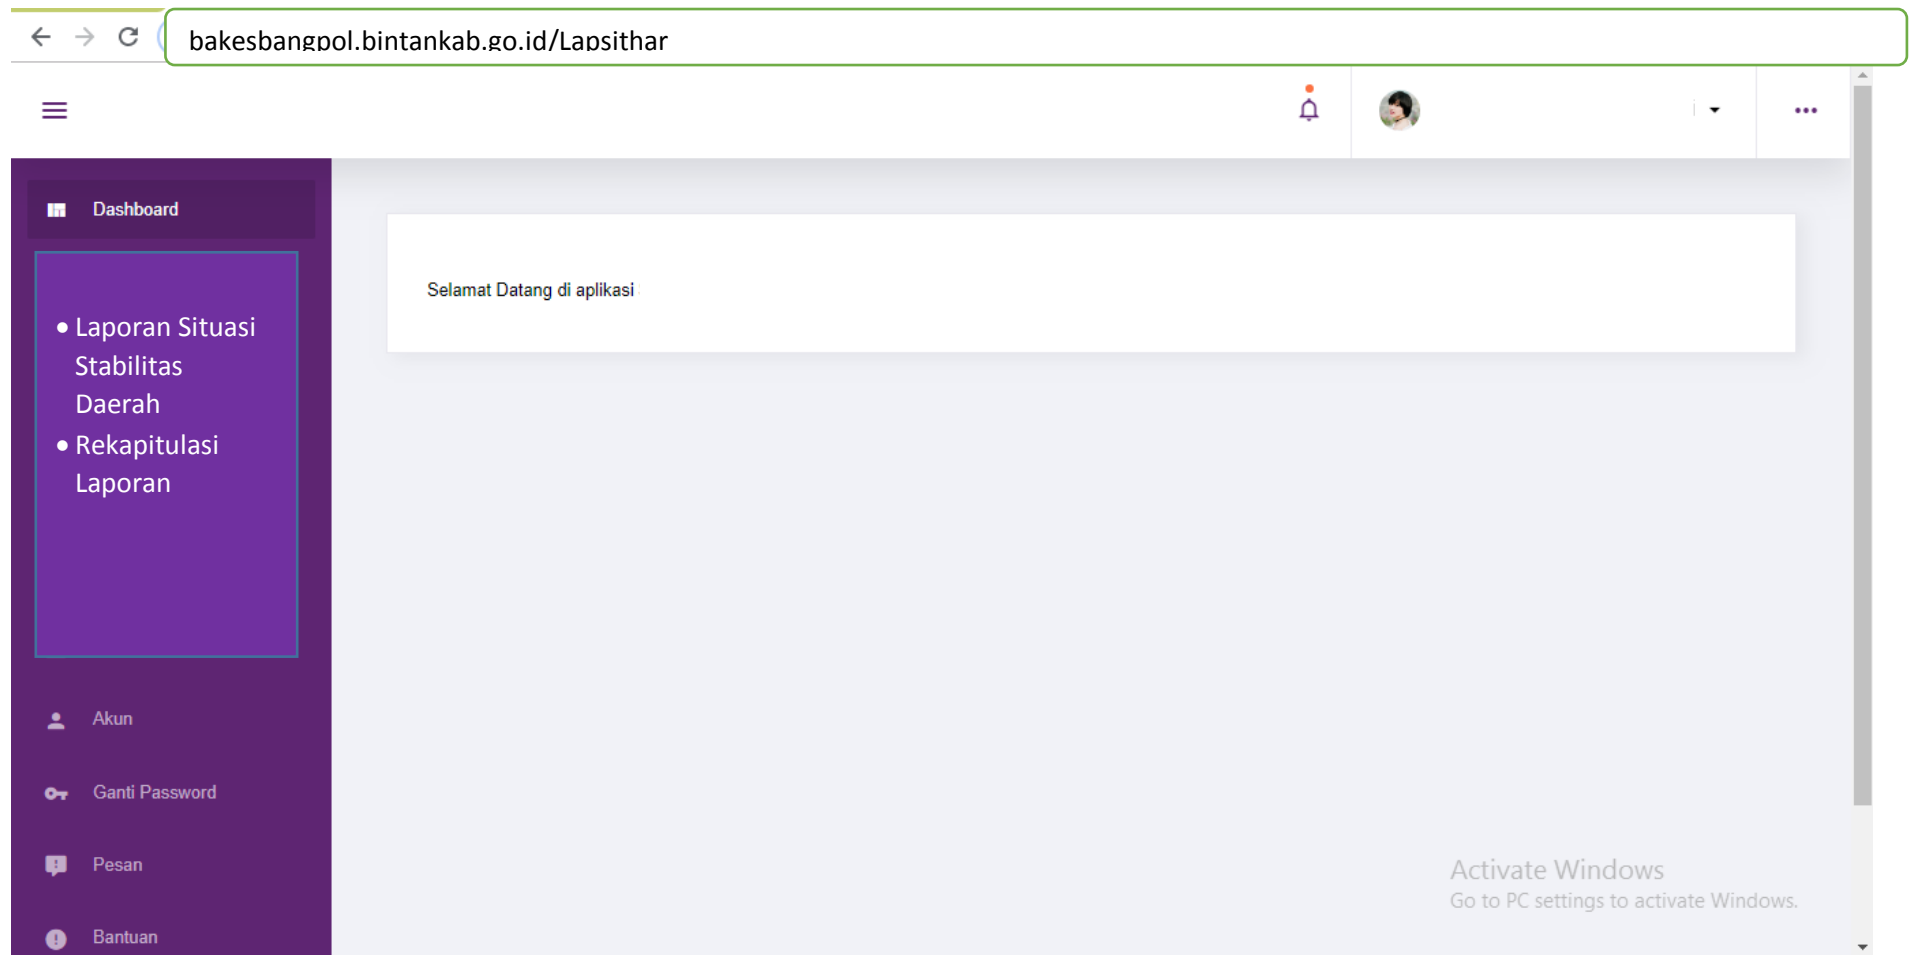 bakesbangpol.bintankab.go.id/Lapsithar
Dashboard
• Laporan Situasi
Stabilitas
Daerah
• Rekapitulasi
Laporan
Akun
Ganti Password
Pesan
Bantuan
Selamat Datang di aplikasi
Activate Windows
Go to PC settings to activate Windows.